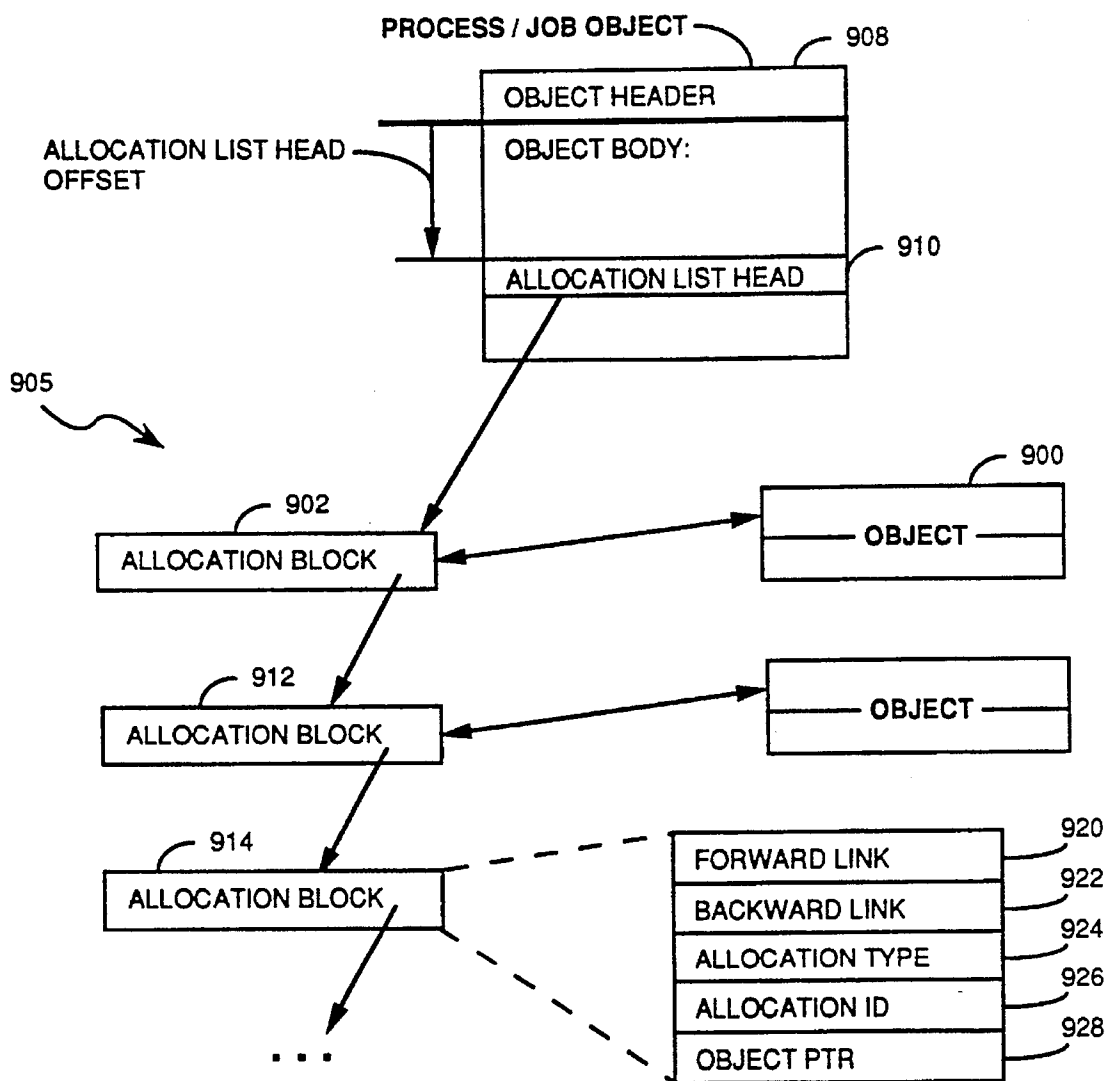 PROCESS / JOB OBJECT
908
OBJECT HEADER
ALLOCATION LIST HEAD
OFFSET
OBJECT BODY:
910
ALLOCATION LIST HEAD
905
900
902
OBJECT
ALLOCATION BLOCK
912
OBJECT
ALLOCATION BLOCK
914
ALLOCATION BLOCK
920
FORWARD LINK
922
BACKWARD LINK
924
ALLOCATION TYPE
926
ALLOCATION ID
928
OBJECT PTR
...